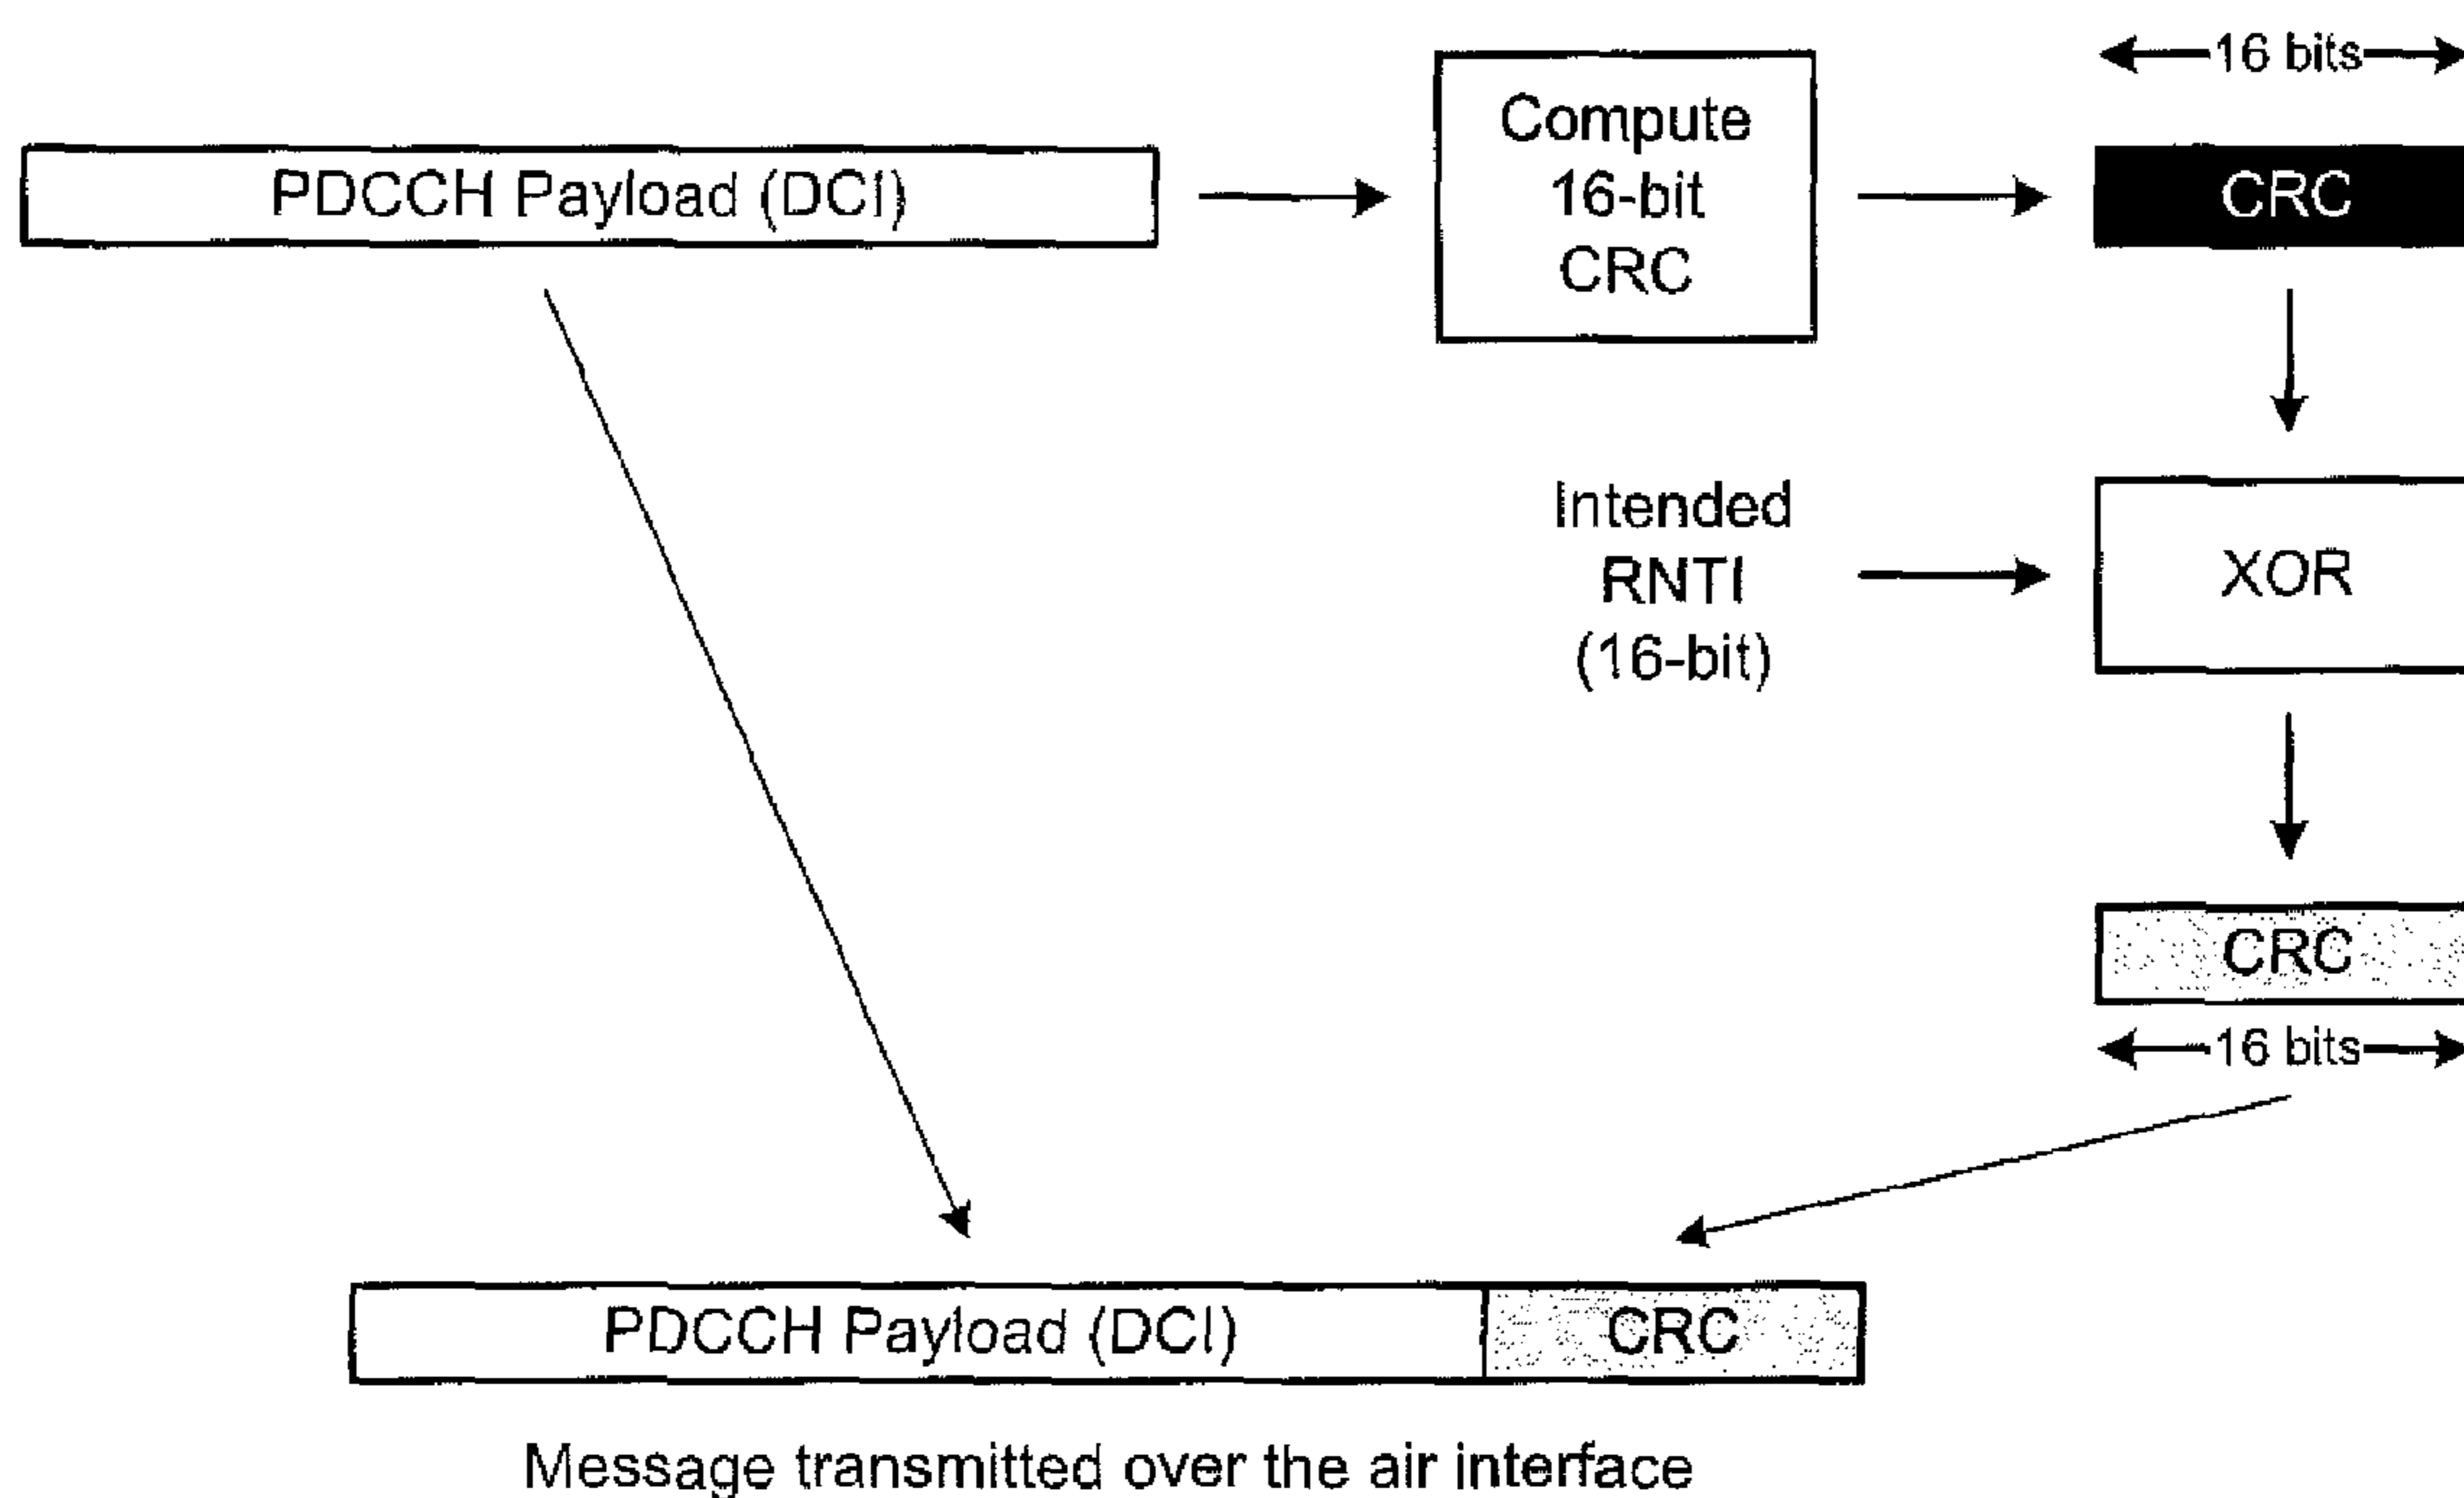 16 bits
PDCCH Payload (DCI)
Compute
16-bit
CRC
CRC
Intended
RNTI
(16-bit)
XOR
CRC
16 bits
PDCCH Payload (DCI)
CRC
Message transmitted over the air interface